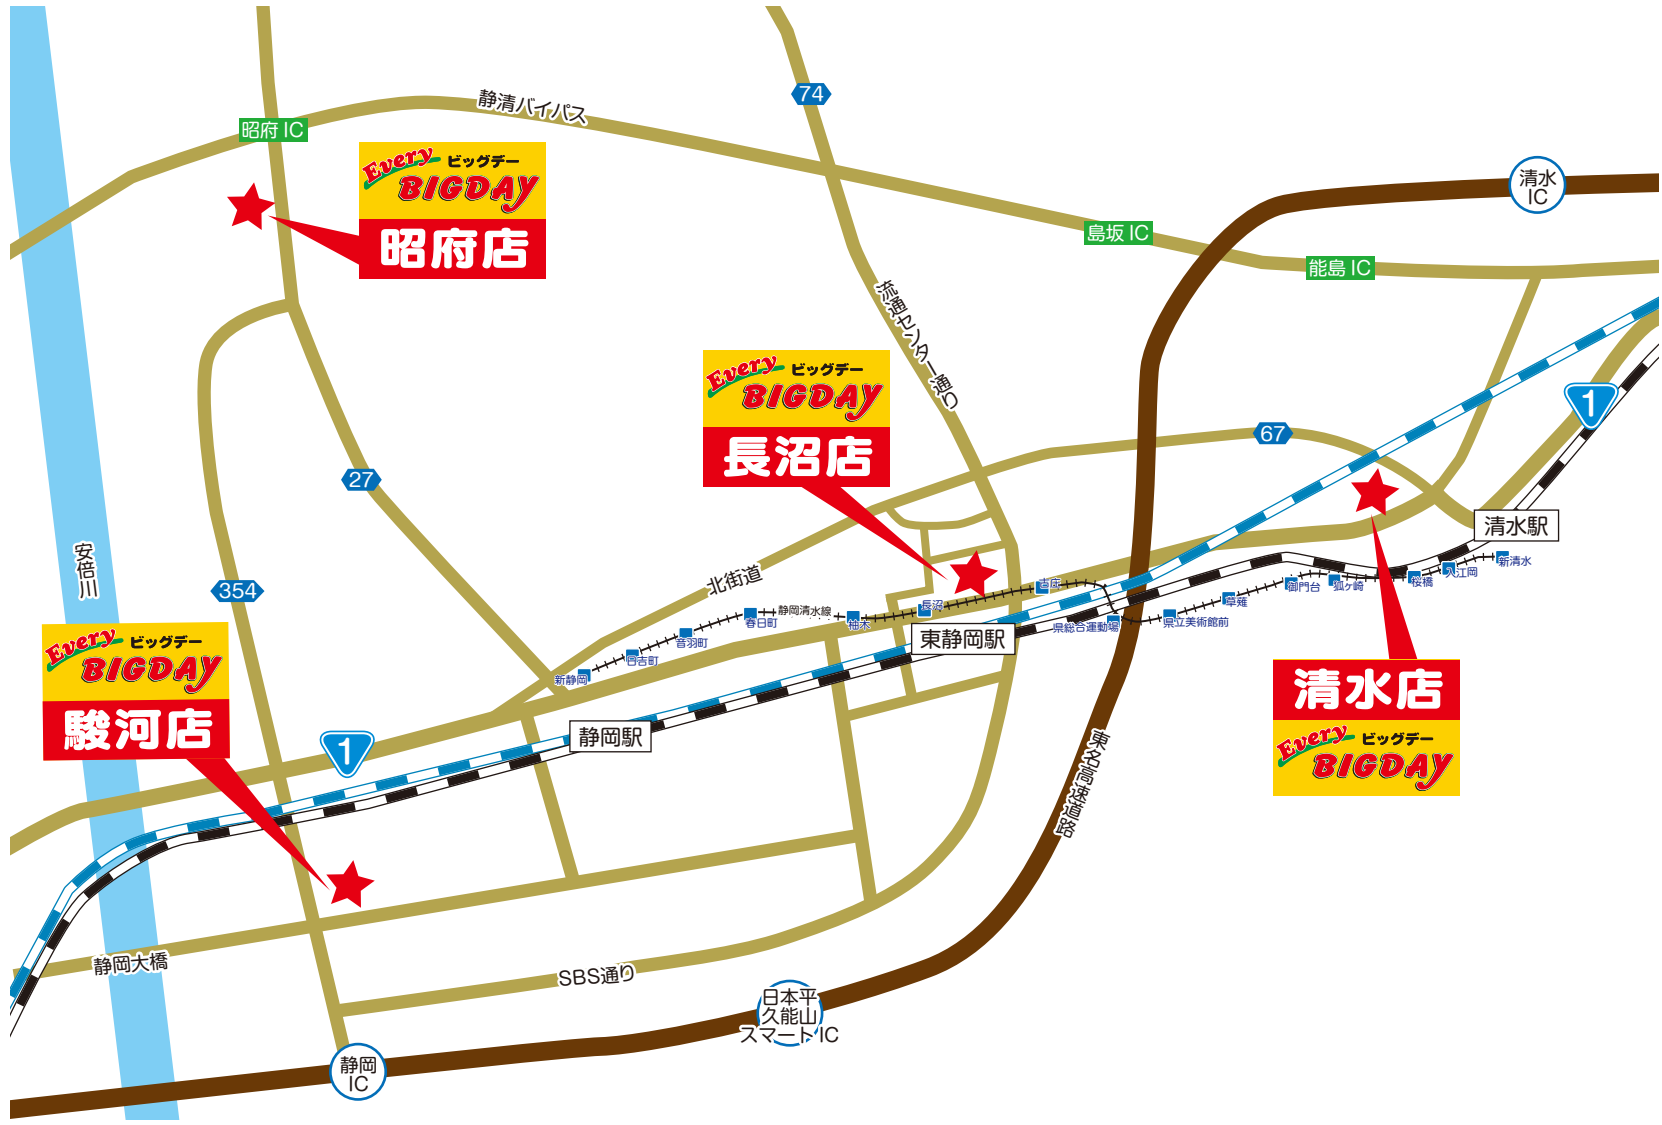 静清バイパス
74
昭府 IC
Every ビッグデー
BIGDAY
昭府店
清水
IC
島坂 IC
能島 IC
流通センター通り
Every ビッグデー
BIGDAY
長沼店
1
67
27
清水駅
安倍川
354
北街道
新清水
入江岡
桜橋
狐ヶ崎
御門台
草薙
県立美術館前
県総合運動場
古庄
長沼
柚木
静岡清水線
春日町
音羽町
日吉町
新静岡
東静岡駅
Every ビッグデー
BIGDAY
駿河店
1
静岡駅
清水店
Every ビッグデー
BIGDAY
東名高速道路
静岡大橋
SBS通り
日本平
久能山
スマートIC
静岡
IC